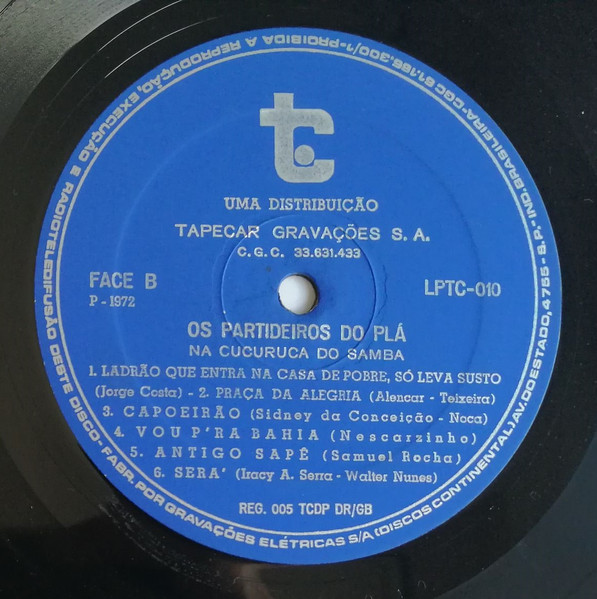 tc
UMA DISTRIBUIÇÃO
TAPECAR GRAVAÇÕES S. A.
C. G. C. 33.631.433
FACE B
P - 1972
LPTC-010
OS PARTIDEIROS DO PLÁ
NA CUCURUCA DO SAMBA
1. LADRÃO QUE ENTRA NA CASA DE POBRE, SÓ LEVA SUSTO
(Jorge Costa) - 2. PRAÇA DA ALEGRIA (Alencar - Teixeira)
3. CAPOEIRÃO (Sidney da Conceição - Noca)
4. VOU P'RA BAHIA (Nescarzinho)
5. ANTIGO SAPÊ (Samuel Rocha)
6. SERA' (Iracy A. Serra - Walter Nunes)
REG. 005 TCDP DR/GB
PROIBIDA A REPRODUÇÃO, EXECUÇÃO E RADIOTELEDIFUSÃO DESTE DISCO - FABR. POR GRAVAÇÕES ELÉTRICAS S/A (DISCOS CONTINENTAL) AV. DO ESTADO, 4755 - S. P. - IND. BRASILEIRA - CGC 61.186.300/1-